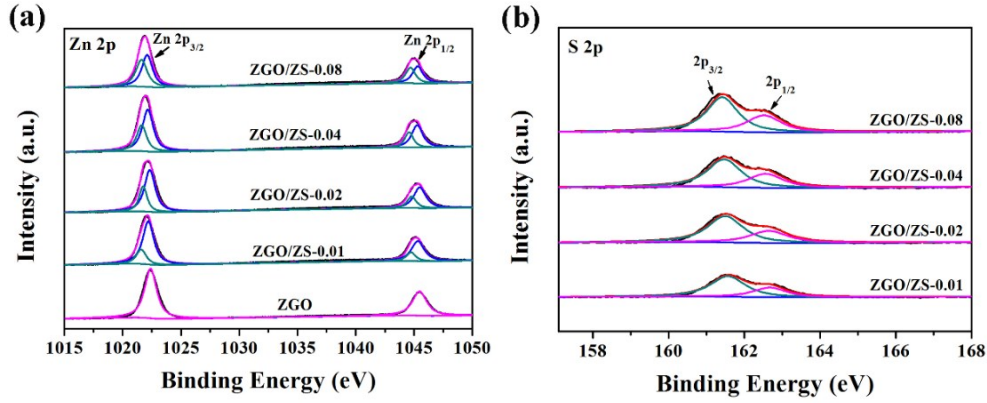 (a)
Zn 2p
Zn 2p3/2
Zn 2p1/2
ZGO/ZS-0.08
ZGO/ZS-0.04
ZGO/ZS-0.02
ZGO/ZS-0.01
ZGO
Intensity (a.u.)
1015 1020 1025 1030 1035 1040 1045 1050
Binding Energy (eV)
(b)
S 2p
2p3/2
2p1/2
ZGO/ZS-0.08
ZGO/ZS-0.04
ZGO/ZS-0.02
ZGO/ZS-0.01
Intensity (a.u.)
158 160 162 164 166 168
Binding Energy (eV)